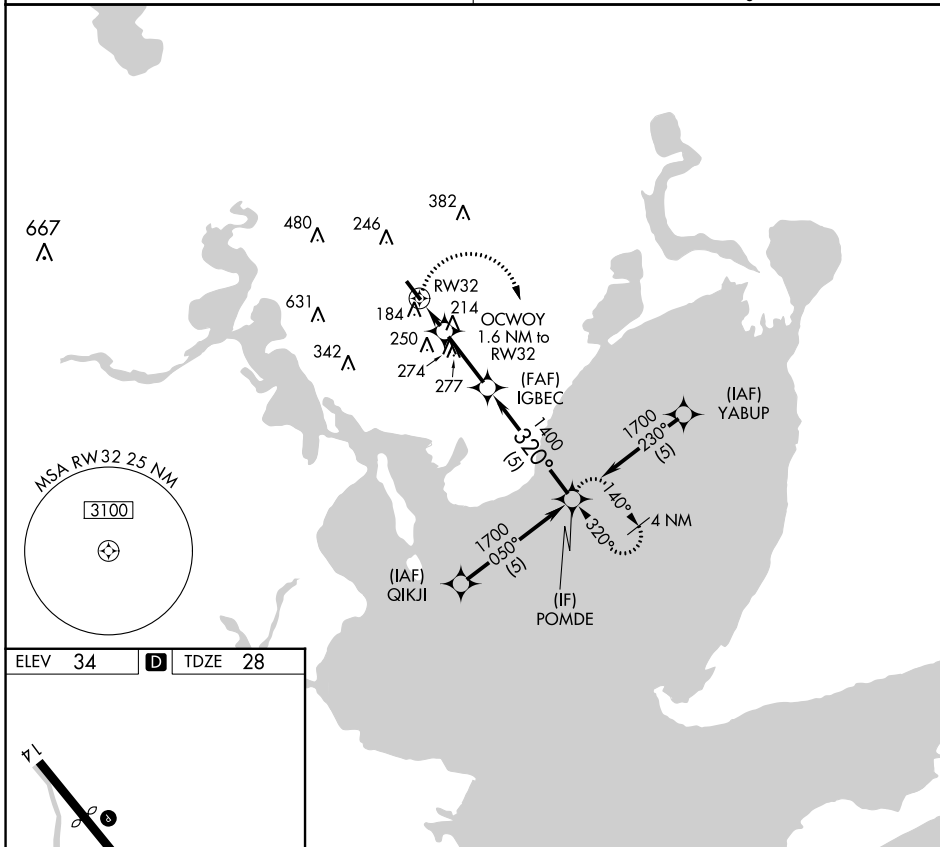 382
667
480
246
RW32
631
184
214
OCWOY
1.6 NM to
RW32
250
342
274
277
(FAF)
IGBEC
(IAF)
YABUP
1400
320°
(5)
1700
230°
(5)
MSA RW32 25 NM
3100
140°
320°
4 NM
1700
050°
(5)
(IAF)
QIKJI
(IF)
POMDE
ELEV 34 D TDZE 28
14
P